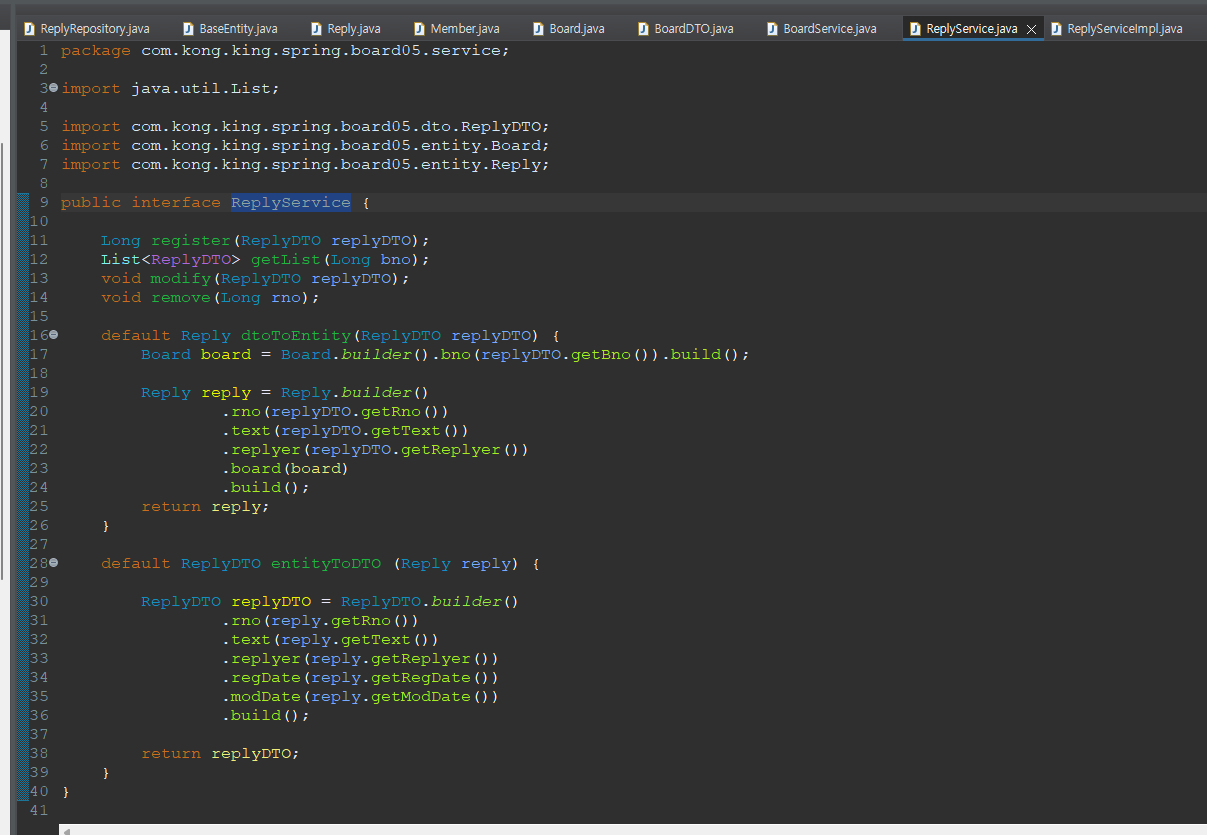 ReplyRepository.java BaseEntity.java Reply.java Member.java Board.java BoardDTO.java BoardService.java ReplyService.java ReplyServiceImpl.java
1 package com.kong.king.spring.board05.service;
2
3 import java.util.List;
4
5 import com.kong.king.spring.board05.dto.ReplyDTO;
6 import com.kong.king.spring.board05.entity.Board;
7 import com.kong.king.spring.board05.entity.Reply;
8
9 public interface ReplyService {
10
11     Long register(ReplyDTO replyDTO);
12     List<ReplyDTO> getList(Long bno);
13     void modify(ReplyDTO replyDTO);
14     void remove(Long rno);
15
16     default Reply dtoToEntity(ReplyDTO replyDTO) {
17         Board board = Board.builder().bno(replyDTO.getBno()).build();
18
19         Reply reply = Reply.builder()
20                 .rno(replyDTO.getRno())
21                 .text(replyDTO.getText())
22                 .replyer(replyDTO.getReplyer())
23                 .board(board)
24                 .build();
25         return reply;
26     }
27
28     default ReplyDTO entityToDTO (Reply reply) {
29
30         ReplyDTO replyDTO = ReplyDTO.builder()
31                 .rno(reply.getRno())
32                 .text(reply.getText())
33                 .replyer(reply.getReplyer())
34                 .regDate(reply.getRegDate())
35                 .modDate(reply.getModDate())
36                 .build();
37
38         return replyDTO;
39     }
40 }
41